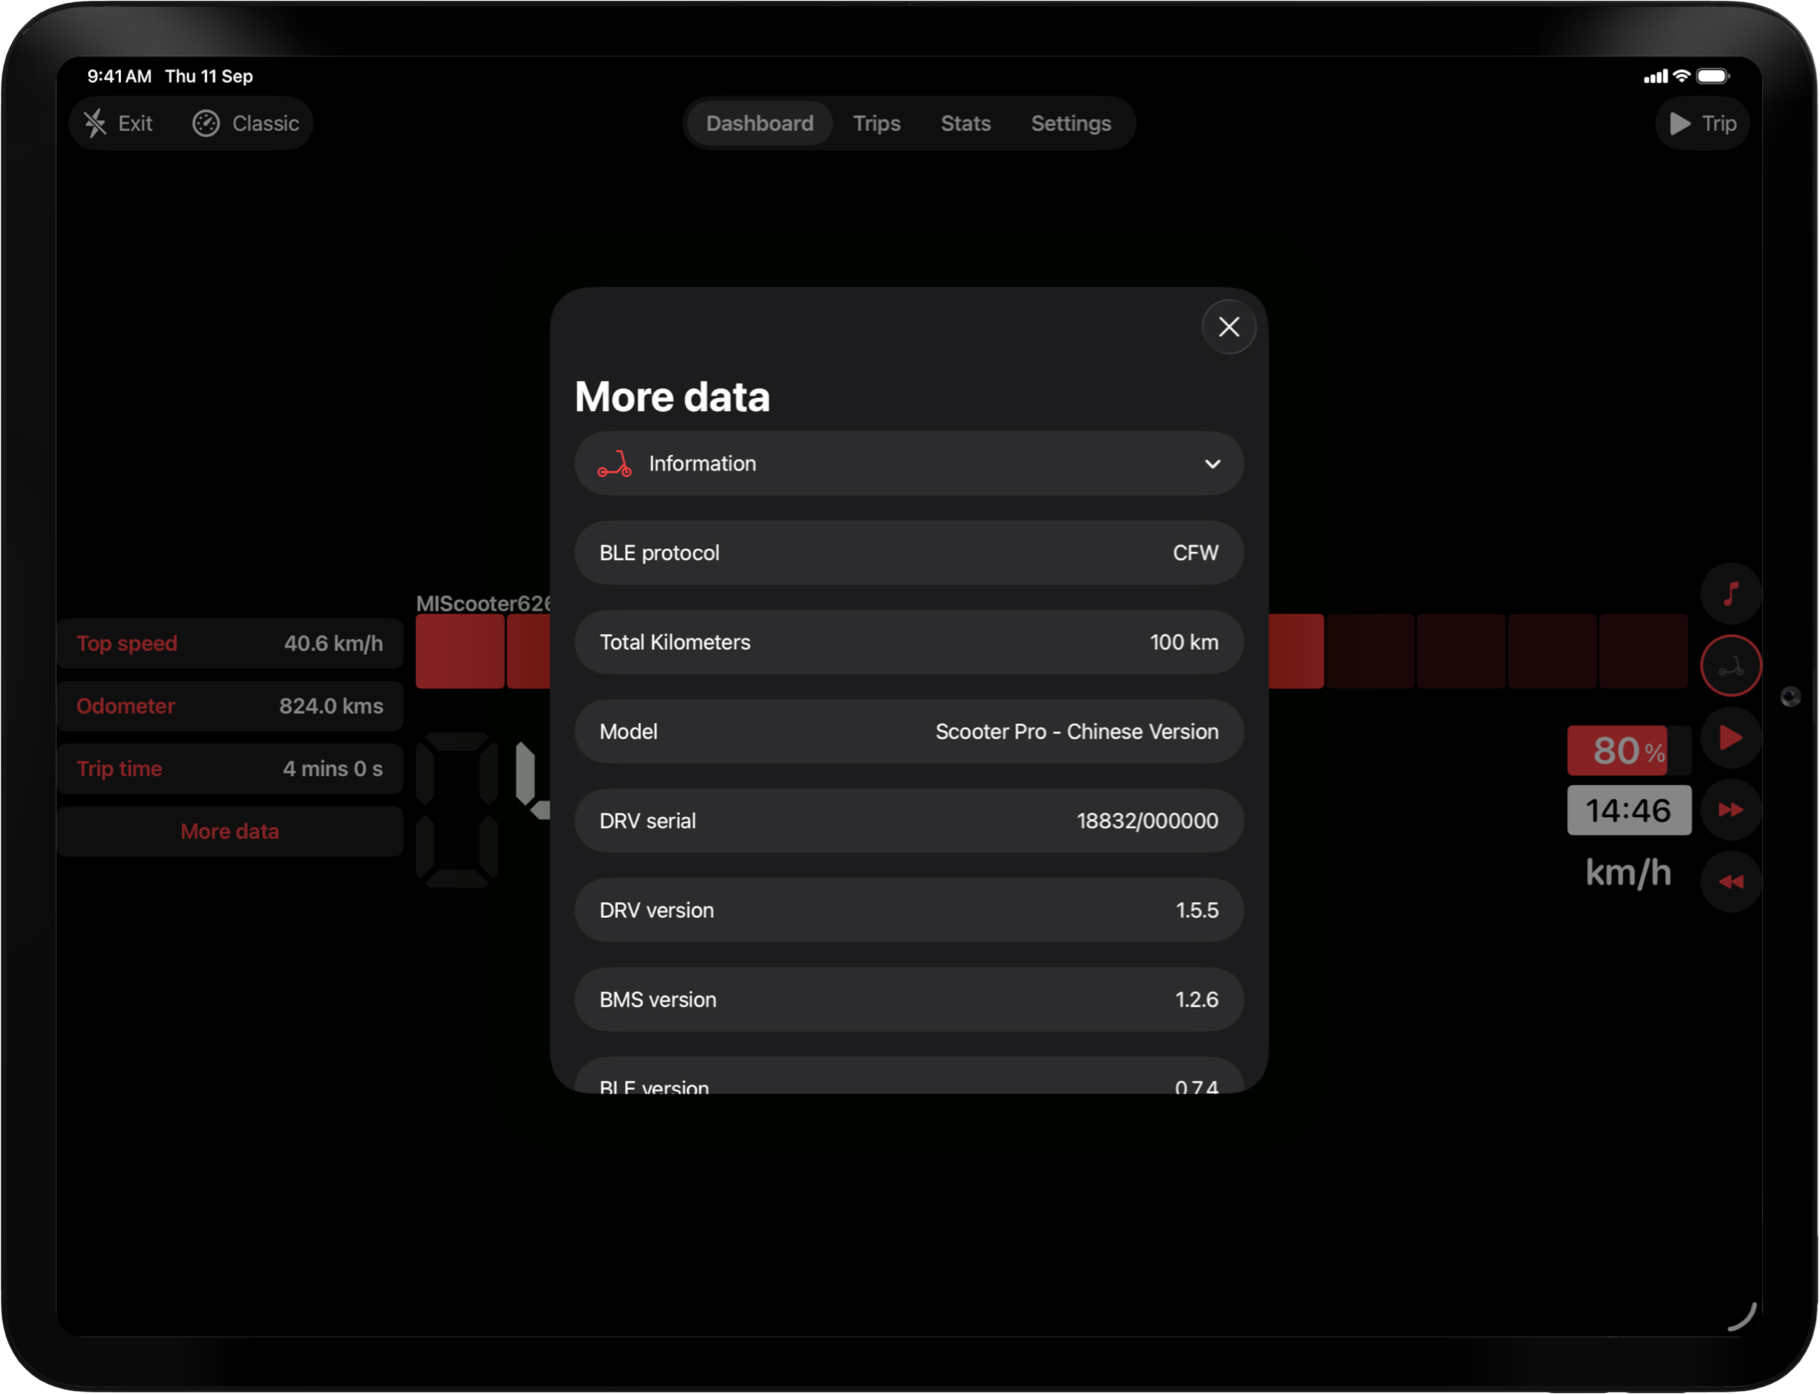 9:41 AM Thu 11 Sep
Exit Classic Dashboard Trips Stats Settings Trip
More data
Information
BLE protocol CFW
Total Kilometers 100 km
Model Scooter Pro - Chinese Version
DRV serial 18832/000000
DRV version 1.5.5
BMS version 1.2.6
BLE version 0.7.4
MIScooter626
Top speed 40.6 km/h
Odometer 824.0 kms
Trip time 4 mins 0 s
More data
80%
14:46
km/h